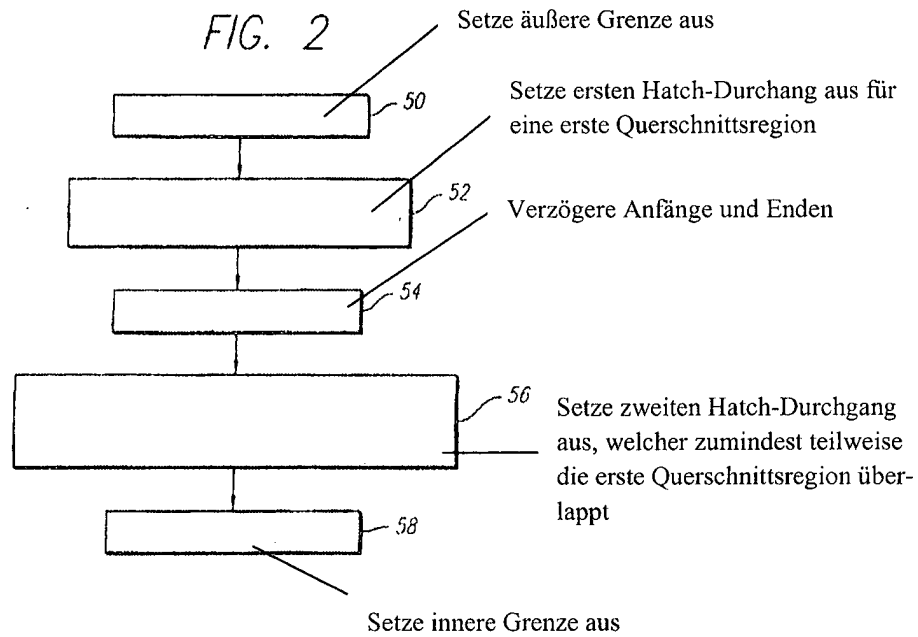 FIG. 2
Setze äußere Grenze aus
50
Setze ersten Hatch-Durchang aus für
eine erste Querschnittsregion
52
Verzögere Anfänge und Enden
54
56
Setze zweiten Hatch-Durchgang
aus, welcher zumindest teilweise
die erste Querschnittsregion über-
lappt
58
Setze innere Grenze aus